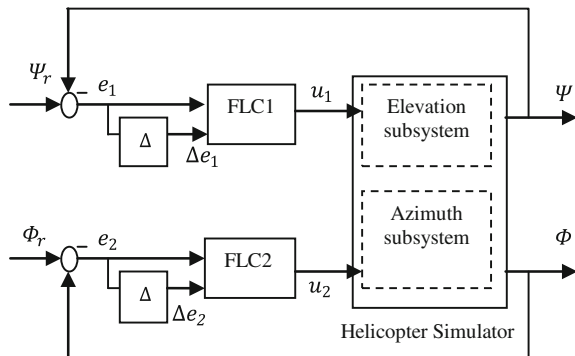 Ψr
−
e1
FLC1
u1
Elevation
subsystem
Ψ
Δ
Δe1
Azimuth
subsystem
Φr
−
e2
FLC2
u2
Φ
Δ
Δe2
Helicopter Simulator